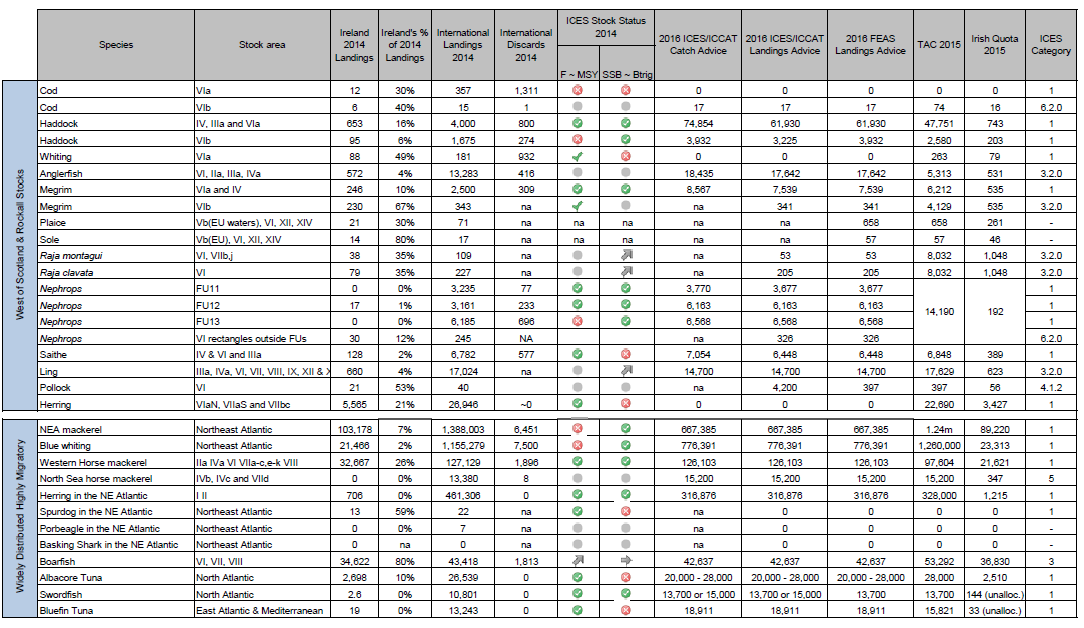 Species Stock area Ireland 2014 Landings Ireland's % of 2014 Landings International Landings 2014 International Discards 2014 ICES Stock Status 2014 2016 ICES/ICCAT Catch Advice 2016 ICES/ICCAT Landings Advice 2016 FEAS Landings Advice TAC 2015 Irish Quota 2015 ICES Category
F ~ MSY SSB ~ Btrig
West of Scotland & Rockall Stocks
Cod VIa 12 30% 357 1,311 0 0 0 0 0 1
Cod VIb 6 40% 15 1 17 17 17 74 16 6.2.0
Haddock IV, IIIa and VIa 653 16% 4,000 800 74,854 61,930 61,930 47,751 743 1
Haddock VIb 95 6% 1,675 274 3,932 3,225 3,932 2,580 203 1
Whiting VIa 88 49% 181 932 0 0 0 263 79 1
Anglerfish VI, IIa, IIIa, IVa 572 4% 13,283 416 18,435 17,642 17,642 5,313 531 3.2.0
Megrim VIa and IV 246 10% 2,500 309 8,567 7,539 7,539 6,212 535 1
Megrim VIb 230 67% 343 na na 341 341 4,129 535 3.2.0
Plaice Vb(EU waters), VI, XII, XIV 21 30% 71 na na na na na 658 658 261 -
Sole Vb(EU), VI, XII, XIV 14 80% 17 na na na na na 57 57 46 -
Raja montagui VI, VIIb,j 38 35% 109 na na 53 53 8,032 1,048 3.2.0
Raja clavata VI 79 35% 227 na na 205 205 8,032 1,048 3.2.0
Nephrops FU11 0 0% 3,235 77 3,770 3,677 3,677 14,190 192 1
Nephrops FU12 17 1% 3,161 233 6,163 6,163 6,163 1
Nephrops FU13 0 0% 6,185 696 6,568 6,568 6,568 1
Nephrops VI rectangles outside FUs 30 12% 245 NA na 326 326 6.2.0
Saithe IV & VI and IIIa 128 2% 6,782 577 7,054 6,448 6,448 6,848 389 1
Ling IIIa, IVa, VI, VII, VIII, IX, XII & X 660 4% 17,024 na 14,700 14,700 14,700 17,629 623 3.2.0
Pollock VI 21 53% 40 na 4,200 397 397 56 4.1.2
Herring VIaN, VIIaS and VIIbc 5,565 21% 26,946 ~0 0 0 0 22,690 3,427 1
Widely Distributed Highly Migratory
NEA mackerel Northeast Atlantic 103,178 7% 1,388,003 6,451 667,385 667,385 667,385 1.24m 89,220 1
Blue whiting Northeast Atlantic 21,466 2% 1,155,279 7,500 776,391 776,391 776,391 1,260,000 23,313 1
Western Horse mackerel IIa IVa VI VIIa-c,e-k VIII 32,667 26% 127,129 1,896 126,103 126,103 126,103 97,604 21,621 1
North Sea horse mackerel IVb, IVc and VIId 0 0% 13,380 8 15,200 15,200 15,200 15,200 347 5
Herring in the NE Atlantic I II 706 0% 461,306 0 316,876 316,876 316,876 328,000 1,215 1
Spurdog in the NE Atlantic Northeast Atlantic 13 59% 22 na na 0 0 0 0 1
Porbeagle in the NE Atlantic Northeast Atlantic 0 0% 7 na na 0 0 0 0 -
Basking Shark in the NE Atlantic Northeast Atlantic 0 na 0 na na 0 0 0 0 -
Boarfish VI, VII, VIII 34,622 80% 43,418 1,813 42,637 42,637 42,637 53,292 36,830 3
Albacore Tuna North Atlantic 2,698 10% 26,539 0 20,000 - 28,000 20,000 - 28,000 20,000 - 28,000 28,000 2,510 1
Swordfish North Atlantic 2.6 0% 10,801 0 13,700 or 15,000 13,700 or 15,000 13,700 13,700 144 (unalloc.) 1
Bluefin Tuna East Atlantic & Mediterranean 19 0% 13,243 0 18,911 18,911 18,911 15,821 33 (unalloc.) 1